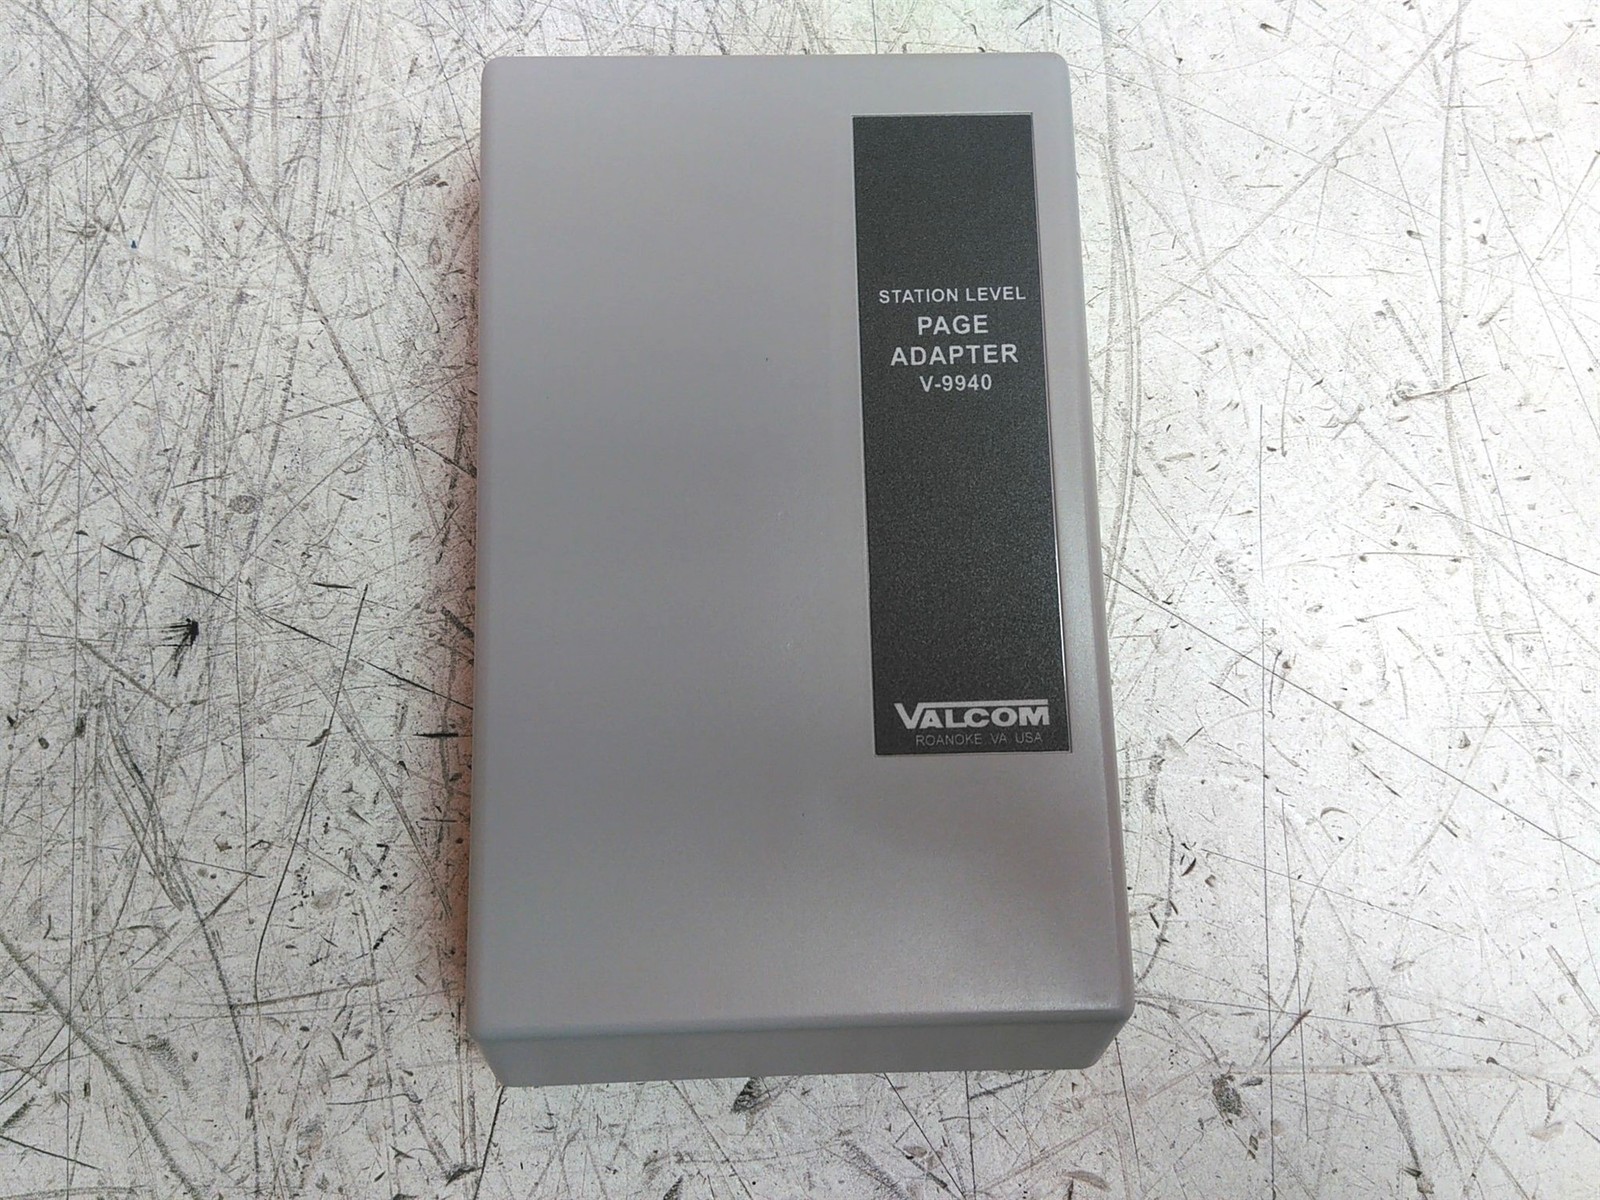 STATION LEVEL
PAGE
ADAPTER
V-9940
VALCOM
ROANOKE VA USA